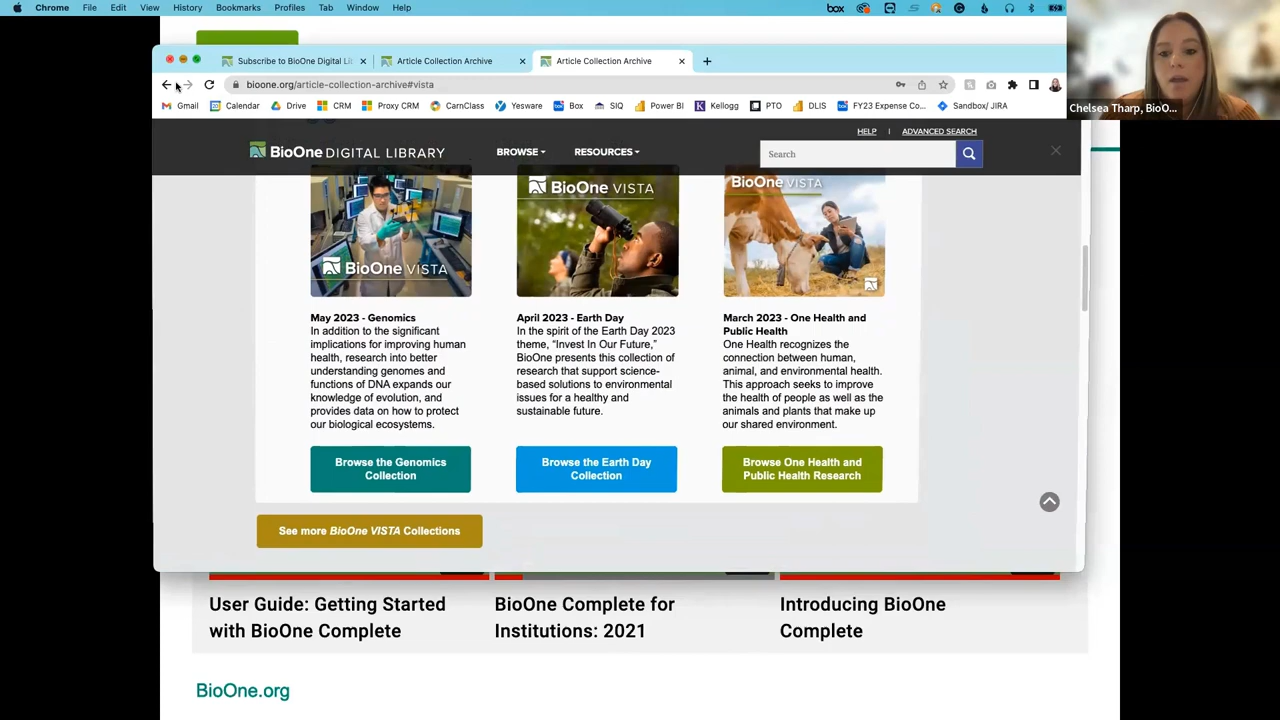 Chrome File Edit View History Bookmarks Profiles Tab Window Help
box
Subscribe to BioOne Digital Li
Article Collection Archive
Article Collection Archive
bioone.org/article-collection-archive#vista
Gmail Calendar Drive CRM Proxy CRM CarnClass Yesware Box SIQ Power BI Kellogg PTO DLIS FY23 Expense Co... Sandbox/ JIRA
Chelsea Tharp, BioO...
HELP | ADVANCED SEARCH
BioOne DIGITAL LIBRARY
BROWSE
RESOURCES
Search
BioOne VISTA
BioOne VISTA
BioOne VISTA
May 2023 - Genomics
In addition to the significant
implications for improving human
health, research into better
understanding genomes and
functions of DNA expands our
knowledge of evolution, and
provides data on how to protect
our biological ecosystems.
Browse the Genomics
Collection
April 2023 - Earth Day
In the spirit of the Earth Day 2023
theme, “Invest In Our Future,”
BioOne presents this collection of
research that support science-
based solutions to environmental
issues for a healthy and
sustainable future.
Browse the Earth Day
Collection
March 2023 - One Health and
Public Health
One Health recognizes the
connection between human,
animal, and environmental health.
This approach seeks to improve
the health of people as well as the
animals and plants that make up
our shared environment.
Browse One Health and
Public Health Research
See more BioOne VISTA Collections
User Guide: Getting Started
with BioOne Complete
BioOne Complete for
Institutions: 2021
Introducing BioOne
Complete
BioOne.org